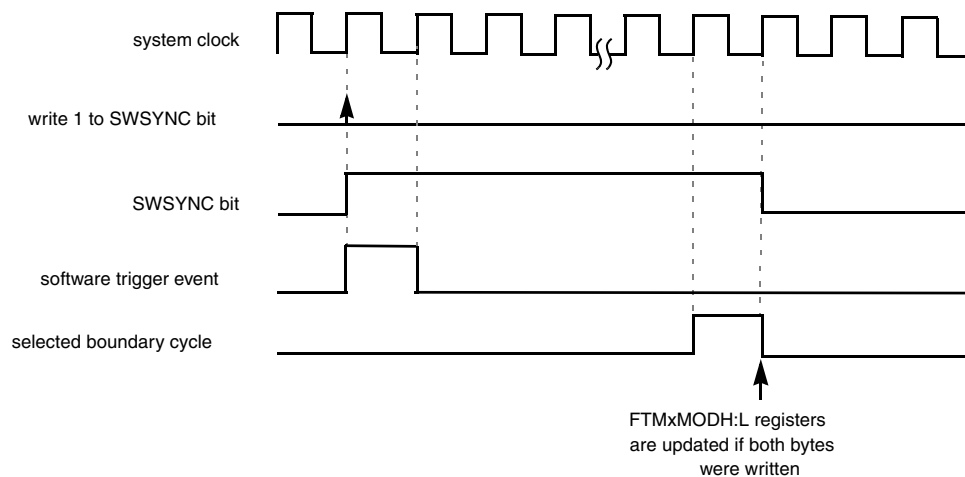 system clock
write 1 to SWSYNC bit
SWSYNC bit
software trigger event
selected boundary cycle
FTMxMODH:L registers
are updated if both bytes
were written